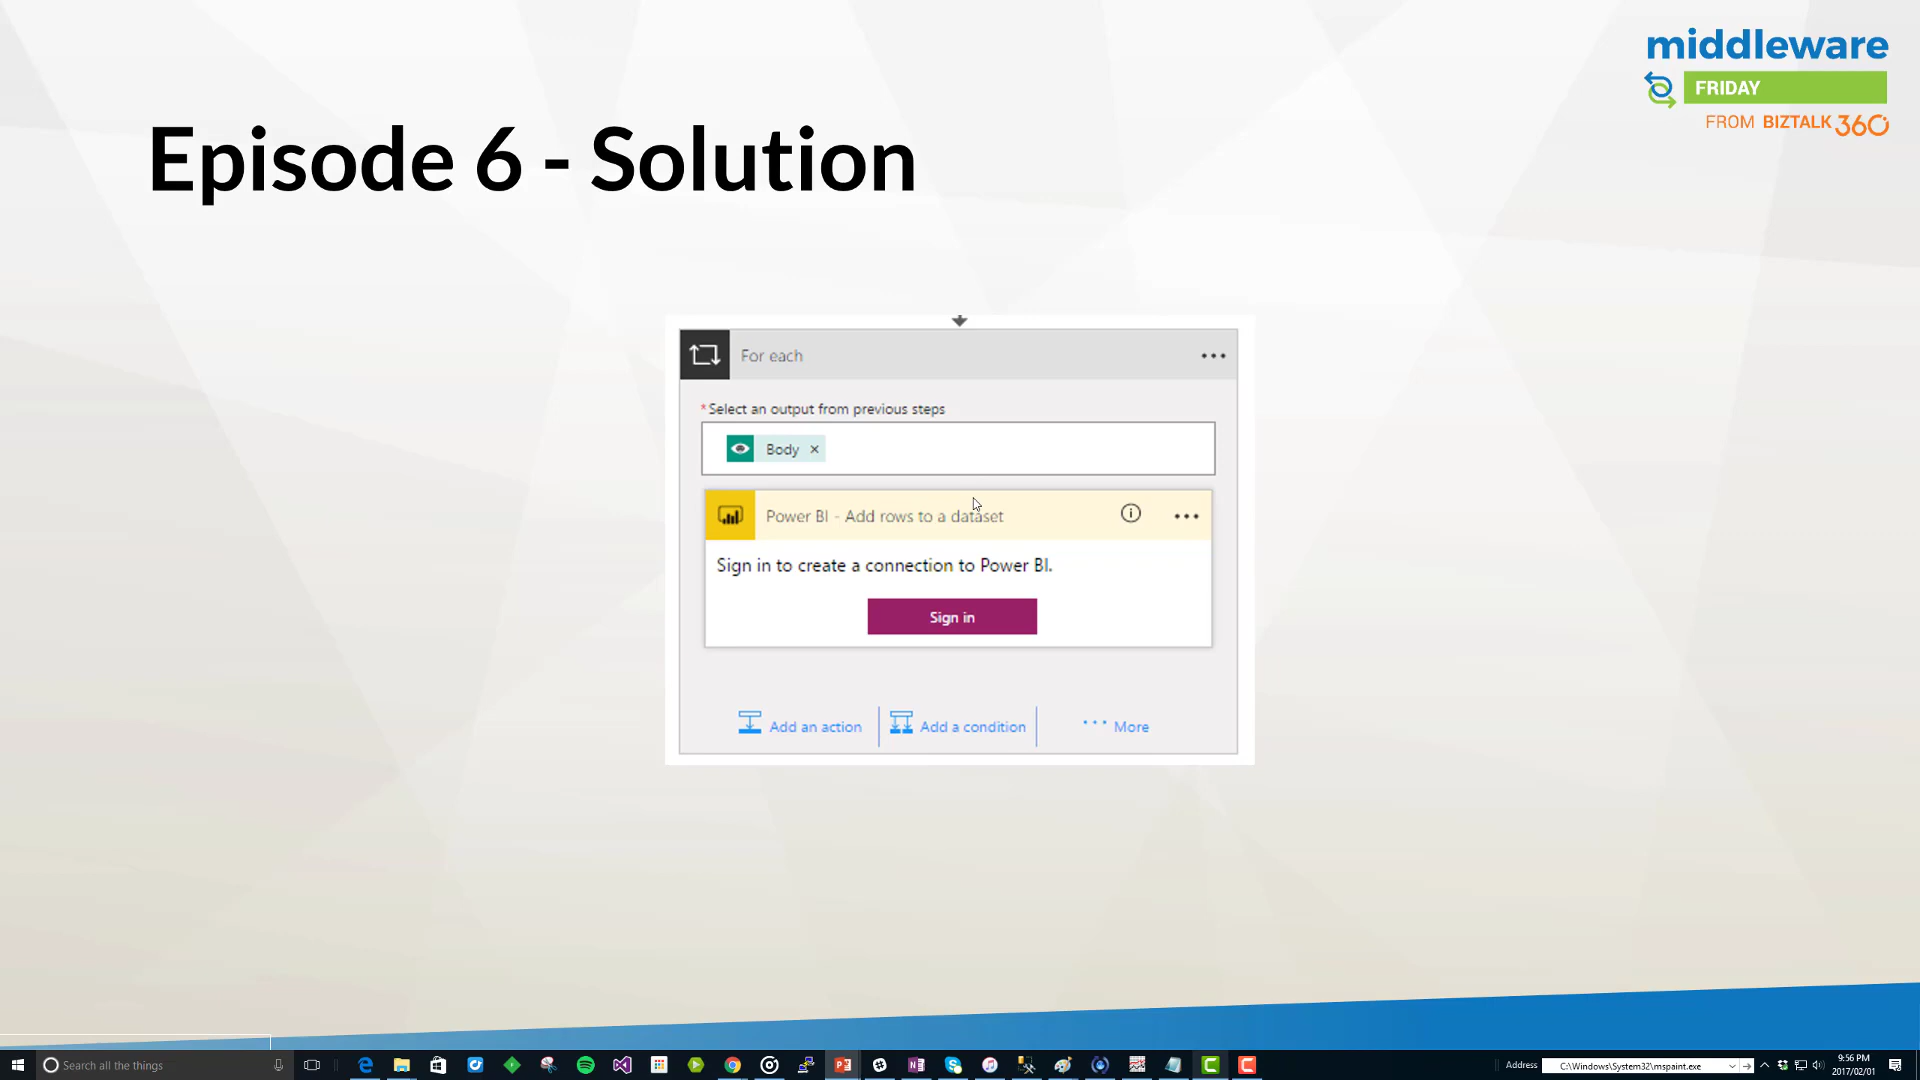 middleware
FRIDAY
FROM BIZTALK 360
Episode 6 - Solution
For each
*Select an output from previous steps
Body ×
Power BI - Add rows to a dataset
Sign in to create a connection to Power BI.
Sign in
Add an action
Add a condition
More
Search all the things
Address
C:\Windows\System32\mspaint.exe
9:56 PM
2017/02/01